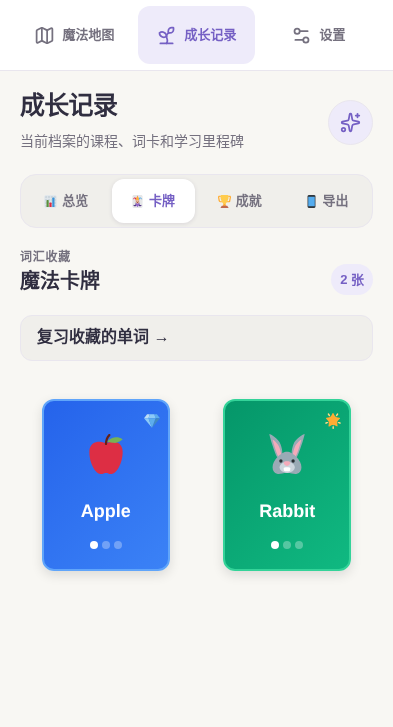 魔法地图
成长记录
设置
成长记录
当前档案的课程、词卡和学习里程碑
总览
卡牌
成就
导出
词汇收藏
魔法卡牌
2 张
复习收藏的单词 →
Apple
Rabbit